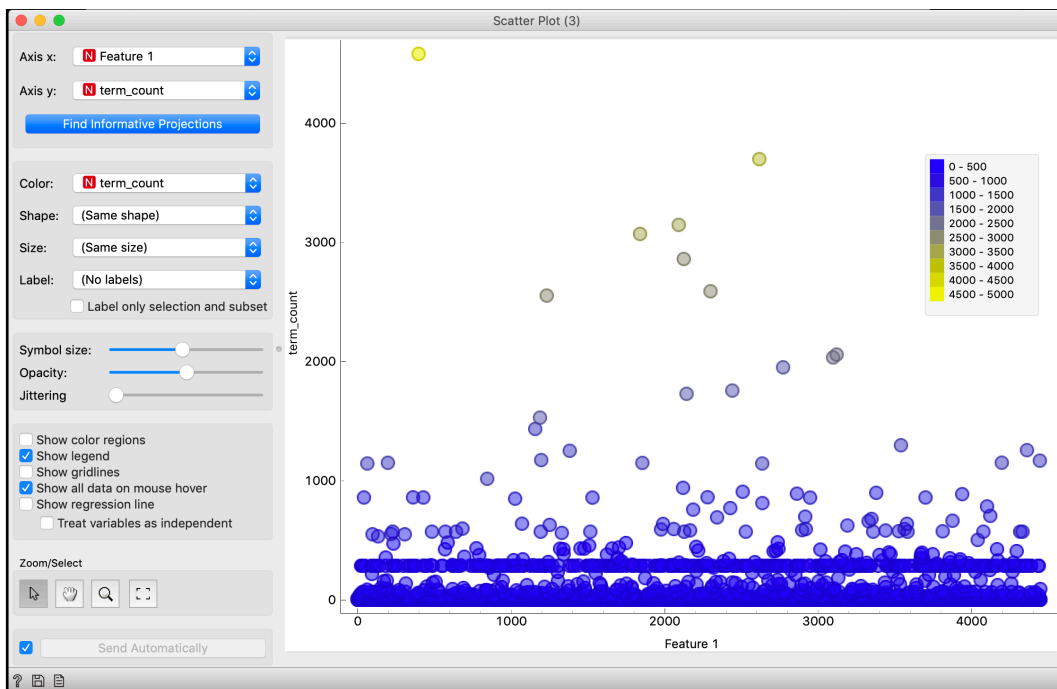 Scatter Plot (3)
Axis x: N Feature 1
Axis y: N term_count
Find Informative Projections
Color: N term_count
Shape: (Same shape)
Size: (Same size)
Label: (No labels)
Label only selection and subset
Symbol size:
Opacity:
Jittering
Show color regions
Show legend
Show gridlines
Show all data on mouse hover
Show regression line
Treat variables as independent
Zoom/Select
Send Automatically
?
term_count
4000
3000
2000
1000
0
0 1000 2000 3000 4000
Feature 1
0 - 500
500 - 1000
1000 - 1500
1500 - 2000
2000 - 2500
2500 - 3000
3000 - 3500
3500 - 4000
4000 - 4500
4500 - 5000